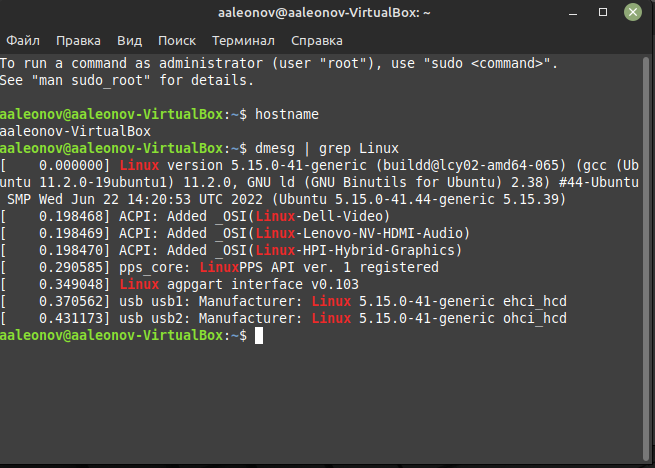 aaleonov@aaleonov-VirtualBox: ~
Файл Правка Вид Поиск Терминал Справка
To run a command as administrator (user "root"), use "sudo <command>".
See "man sudo_root" for details.
aaleonov@aaleonov-VirtualBox:~$ hostname
aaleonov-VirtualBox
aaleonov@aaleonov-VirtualBox:~$ dmesg | grep Linux
[    0.000000] Linux version 5.15.0-41-generic (buildd@lcy02-amd64-065) (gcc (Ub
untu 11.2.0-19ubuntu1) 11.2.0, GNU ld (GNU Binutils for Ubuntu) 2.38) #44-Ubuntu
 SMP Wed Jun 22 14:20:53 UTC 2022 (Ubuntu 5.15.0-41.44-generic 5.15.39)
[    0.198468] ACPI: Added _OSI(Linux-Dell-Video)
[    0.198469] ACPI: Added _OSI(Linux-Lenovo-NV-HDMI-Audio)
[    0.198470] ACPI: Added _OSI(Linux-HPI-Hybrid-Graphics)
[    0.290585] pps_core: LinuxPPS API ver. 1 registered
[    0.349048] Linux agpgart interface v0.103
[    0.370562] usb usb1: Manufacturer: Linux 5.15.0-41-generic ehci_hcd
[    0.431173] usb usb2: Manufacturer: Linux 5.15.0-41-generic ohci_hcd
aaleonov@aaleonov-VirtualBox:~$